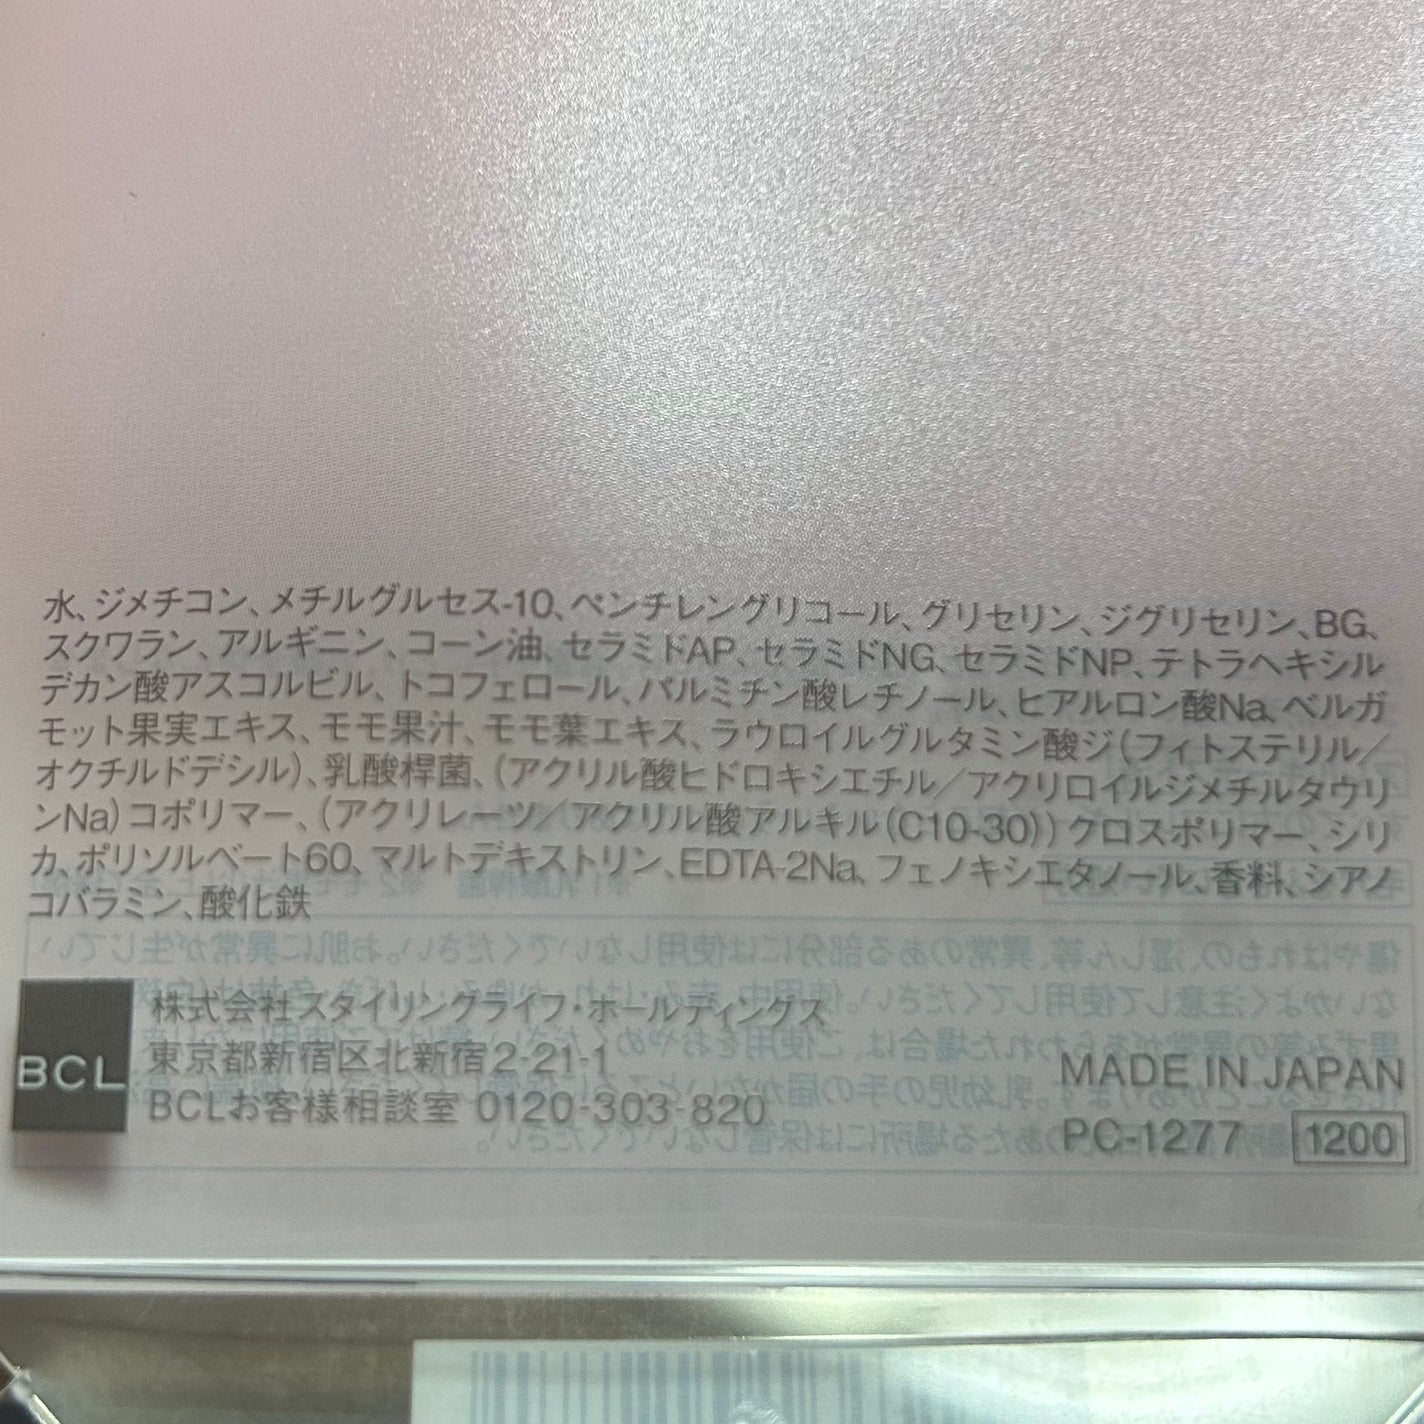 水、ジメチコン、メチルグルセス-10、ペンチレングリコール、グリセリン、ジグリセリン、BG、
スクワラン、アルギニン、コーン油、セラミドAP、セラミドNG、セラミドNP、テトラヘキシル
デカン酸アスコルビル、トコフェロール、パルミチン酸レチノール、ヒアルロン酸Na、ベルガ
モット果実エキス、モモ果汁、モモ葉エキス、ラウロイルグルタミン酸ジ(フィトステリル／
オクチルドデシル)、乳酸桿菌、(アクリル酸ヒドロキシエチル／アクリロイルジメチルタウリ
ンNa)コポリマー、(アクリレーツ／アクリル酸アルキル(C10-30))クロスポリマー、シリ
カ、ポリソルベート60、マルトデキストリン、EDTA-2Na、フェノキシエタノール、香料、シアノ
コバラミン、酸化鉄
BCL
株式会社スタイリングライフ・ホールディングス
東京都新宿区北新宿2-21-1
BCLお客様相談室 0120-303-820
MADE IN JAPAN
PC-1277 1200